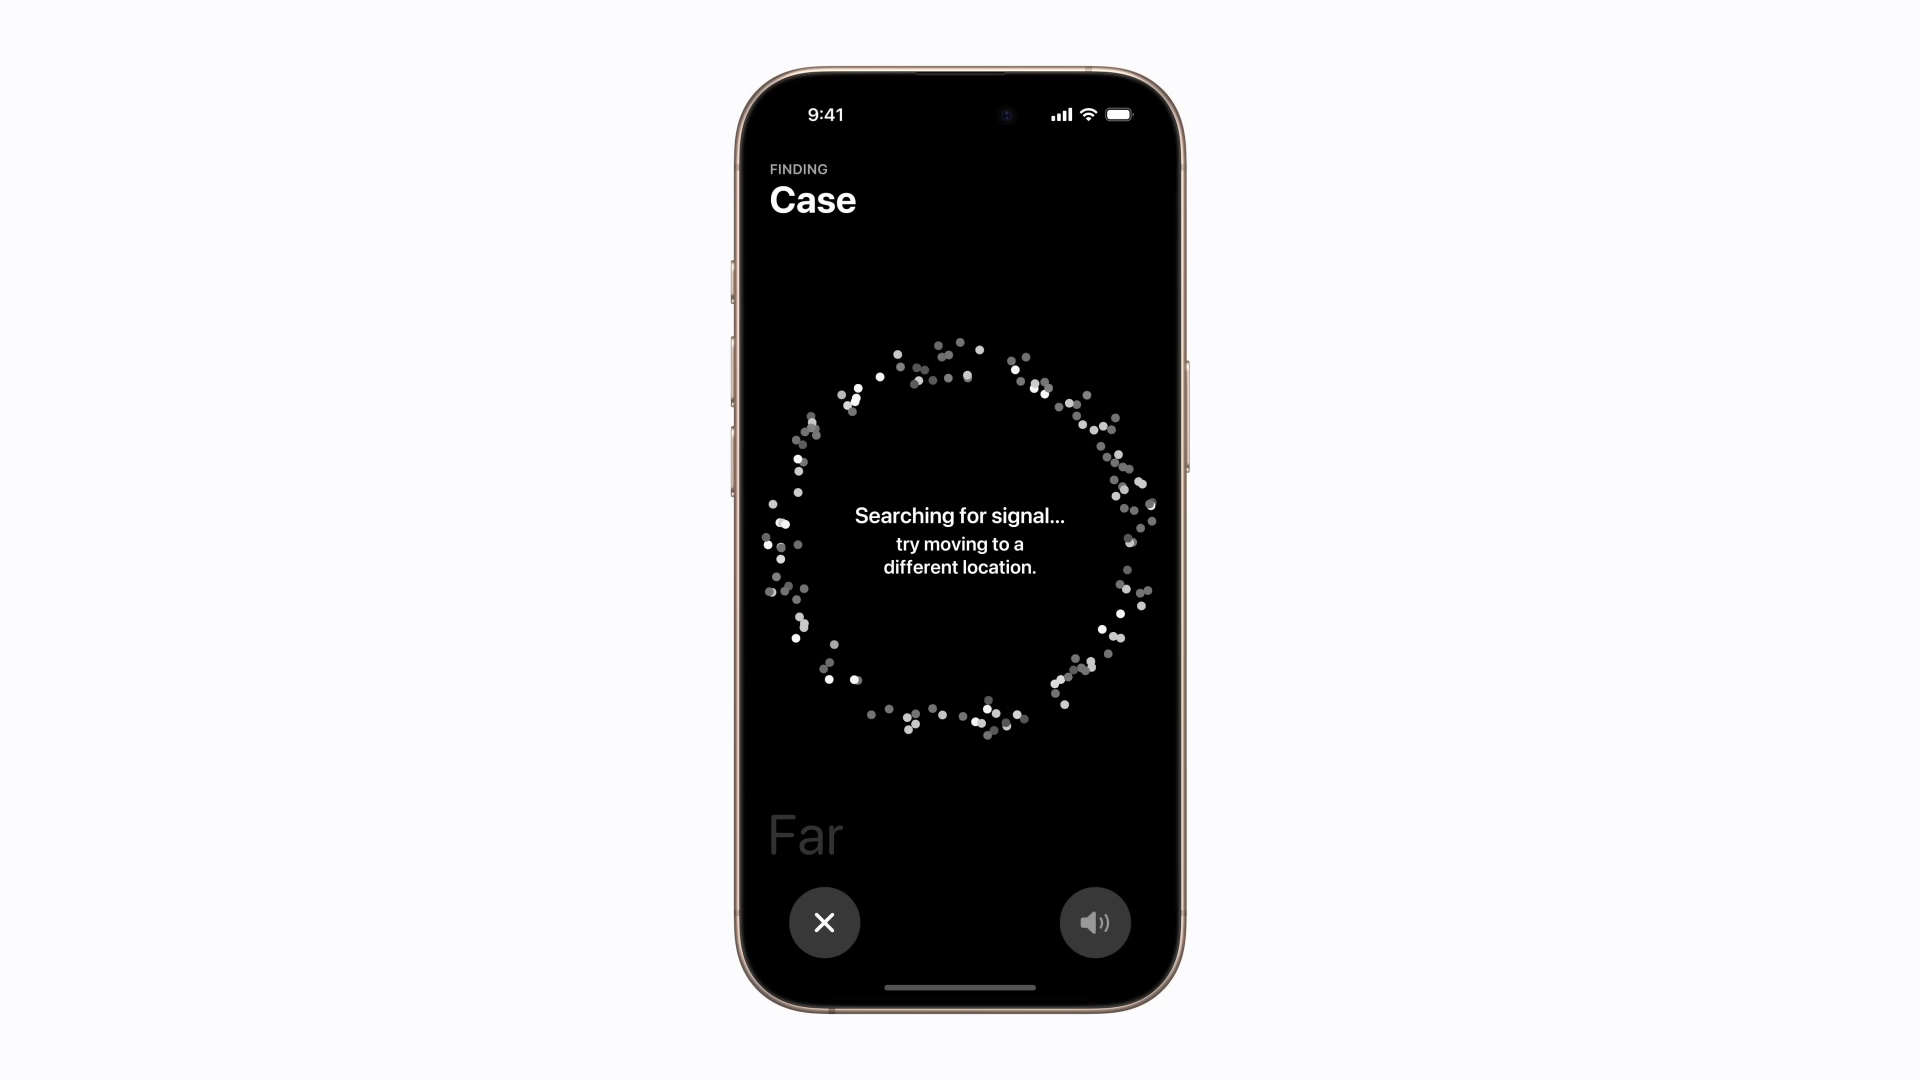 9:41
FINDING
Case
Searching for signal...
try moving to a
different location.
Far